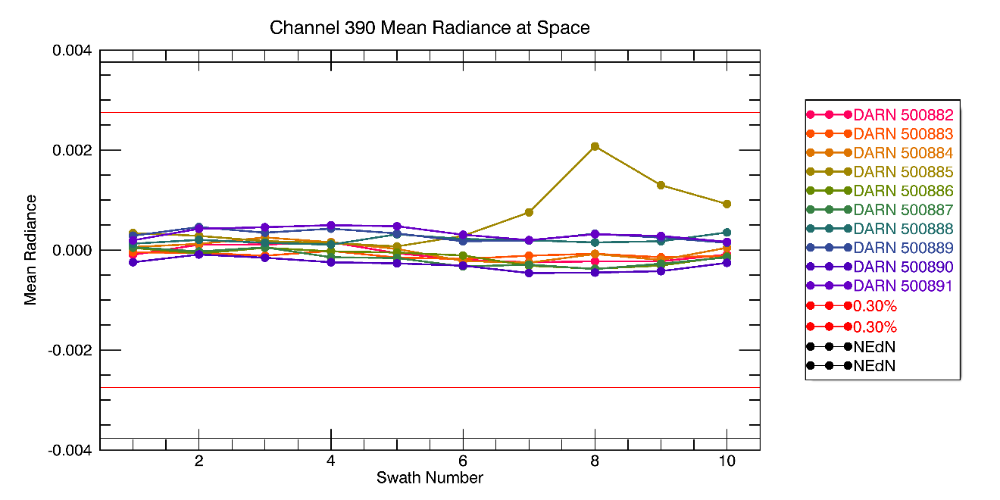 Channel 390 Mean Radiance at Space
0.004
0.002
0.000
-0.002
-0.004
Mean Radiance
2
4
6
8
10
Swath Number
DARN 500882
DARN 500883
DARN 500884
DARN 500885
DARN 500886
DARN 500887
DARN 500888
DARN 500889
DARN 500890
DARN 500891
0.30%
0.30%
NEdN
NEdN